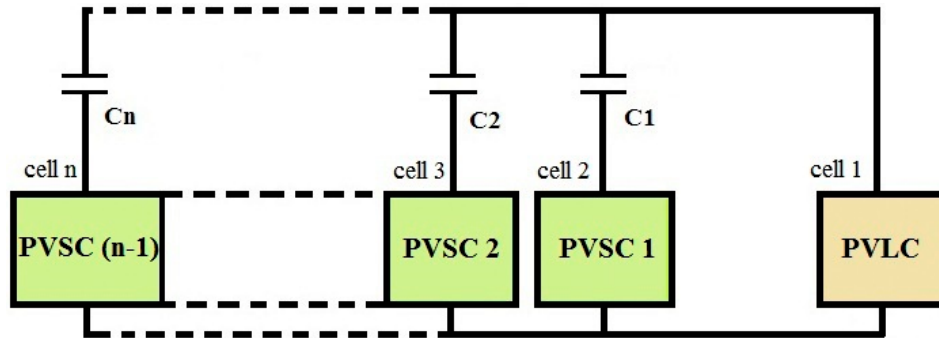 Cn
C2
C1
cell n
cell 3
cell 2
cell 1
PVSC (n-1)
PVSC 2
PVSC 1
PVLC